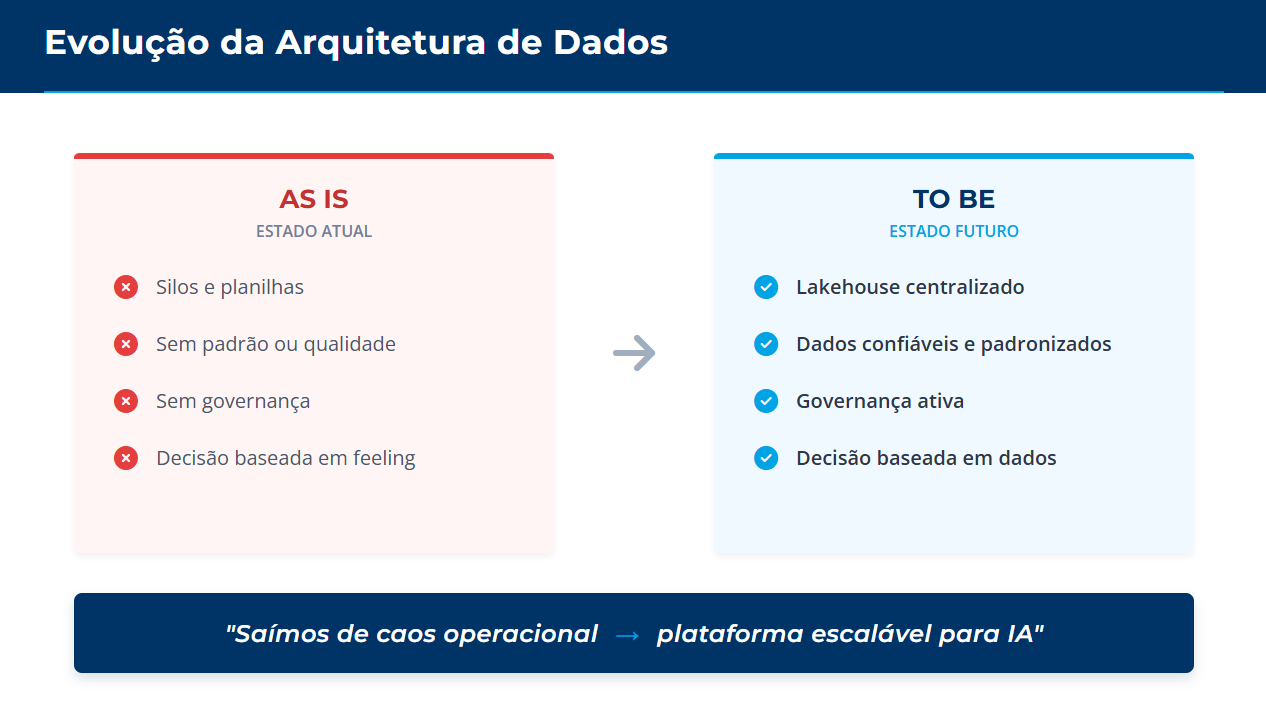 Evolução da Arquitetura de Dados
AS IS
ESTADO ATUAL
Silos e planilhas
Sem padrão ou qualidade
Sem governança
Decisão baseada em feeling
TO BE
ESTADO FUTURO
Lakehouse centralizado
Dados confiáveis e padronizados
Governança ativa
Decisão baseada em dados
"Saímos de caos operacional → plataforma escalável para IA"